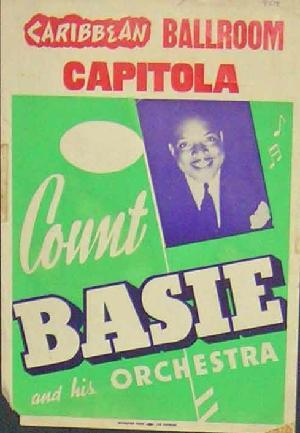 CARIBBEAN BALLROOM
CAPITOLA
Count
BASIE
and his ORCHESTRA